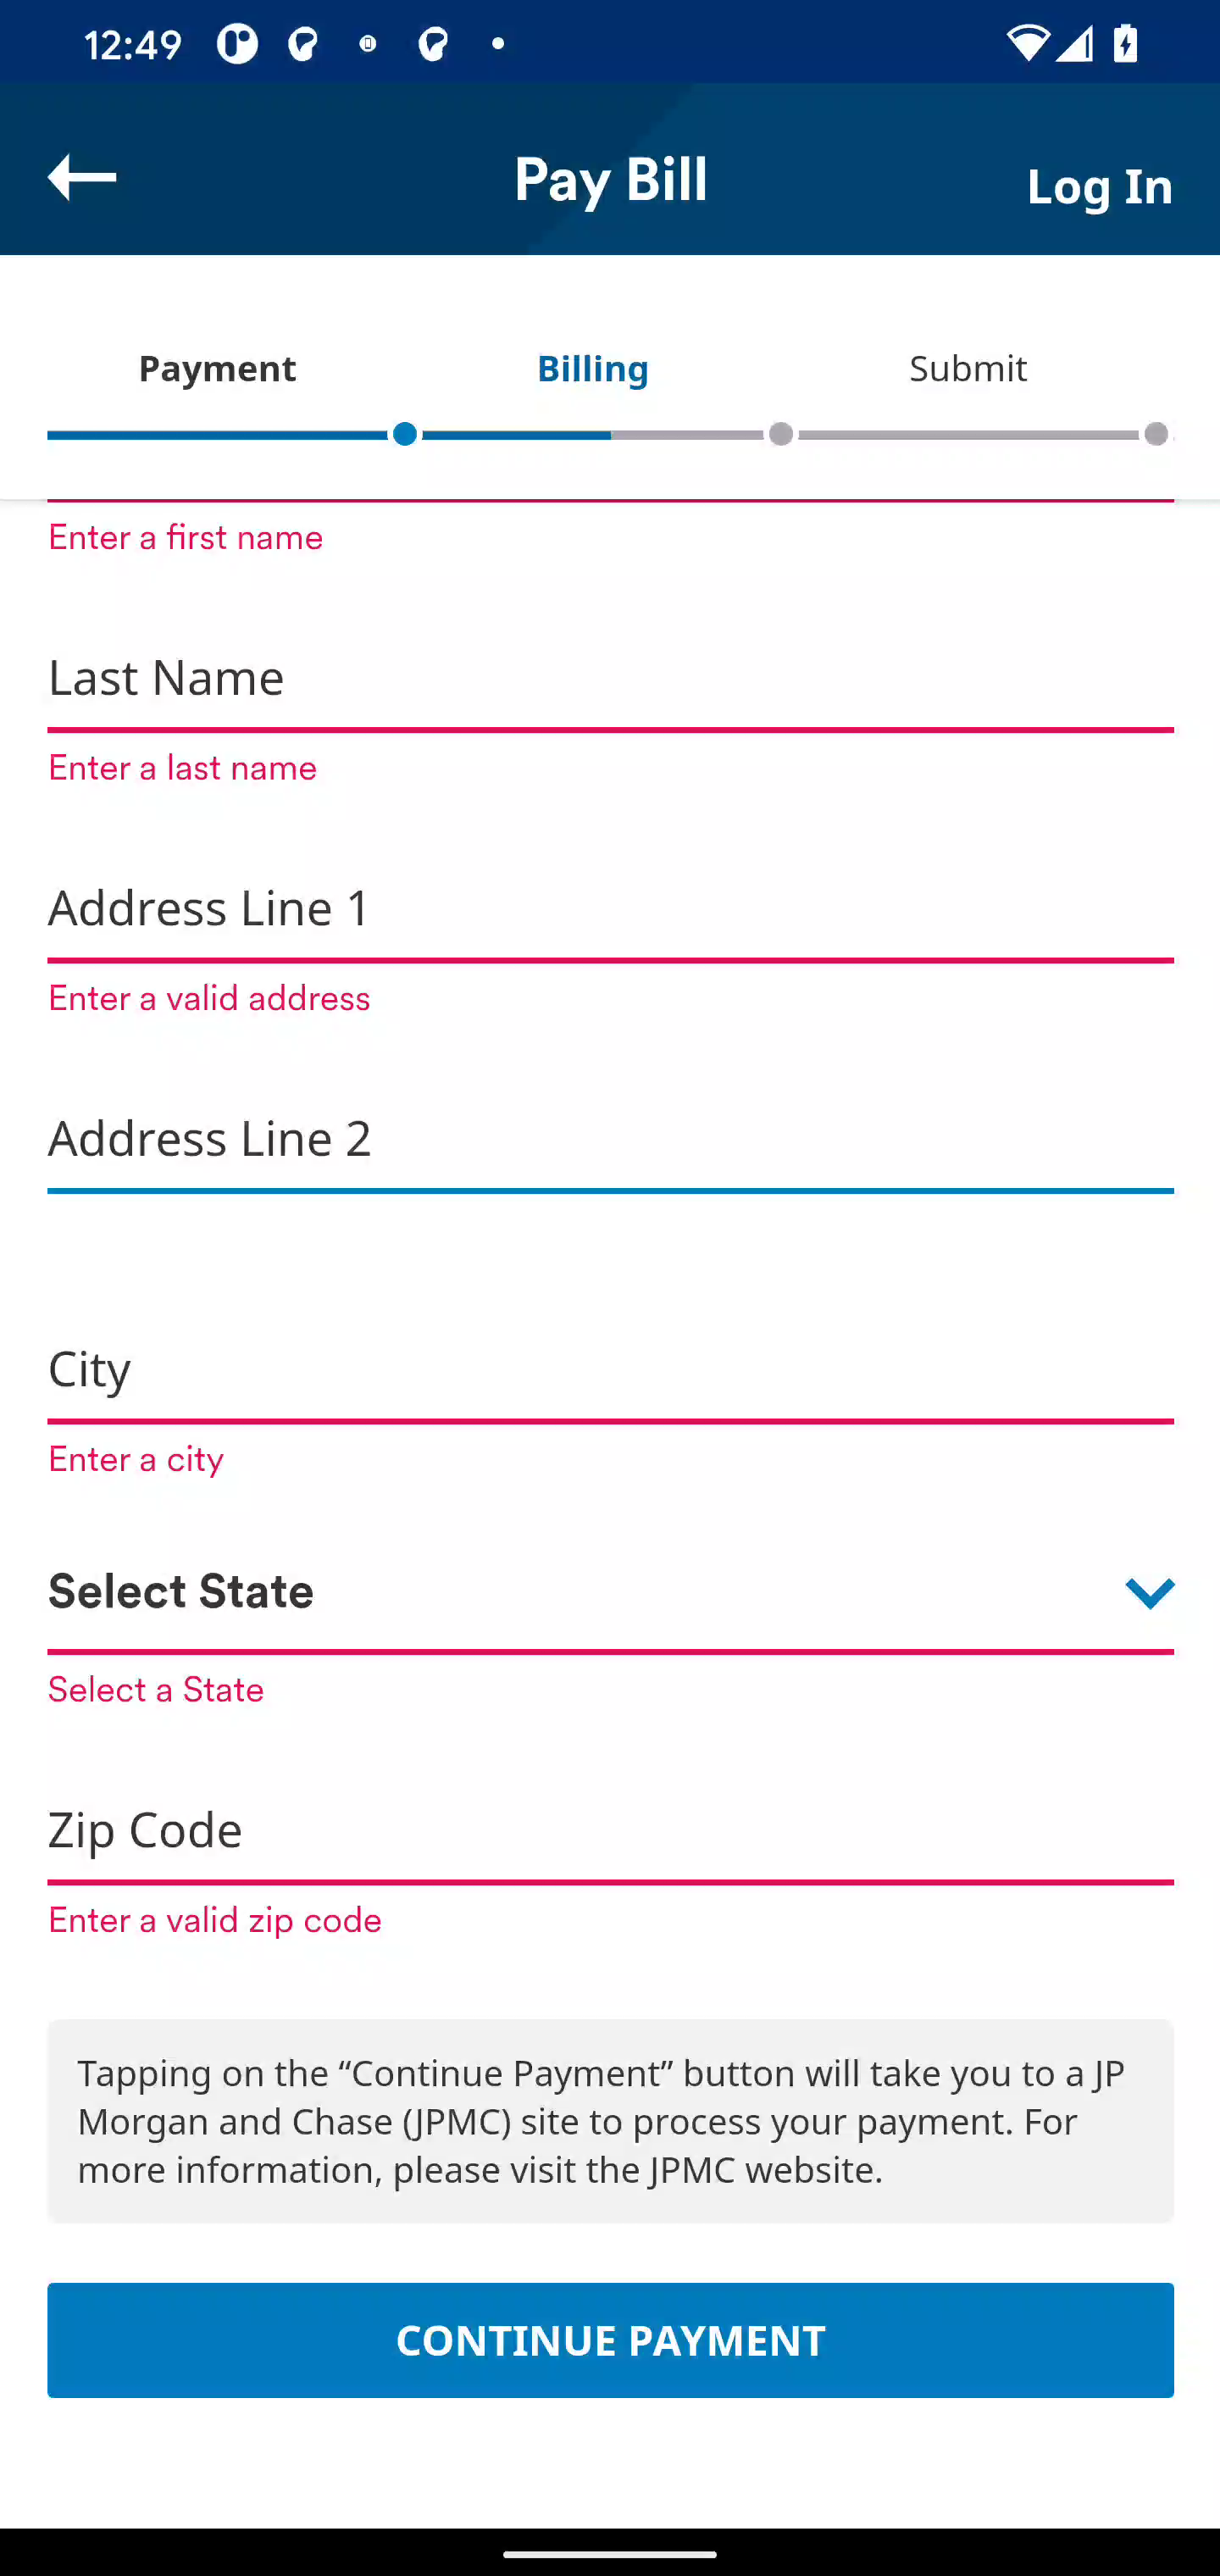 12:49
Pay Bill
Log In
Payment
Billing
Submit
Enter a first name
Last Name
Enter a last name
Address Line 1
Enter a valid address
Address Line 2
City
Enter a city
Select State
Select a State
Zip Code
Enter a valid zip code
Tapping on the “Continue Payment” button will take you to a JP
Morgan and Chase (JPMC) site to process your payment. For
more information, please visit the JPMC website.
CONTINUE PAYMENT